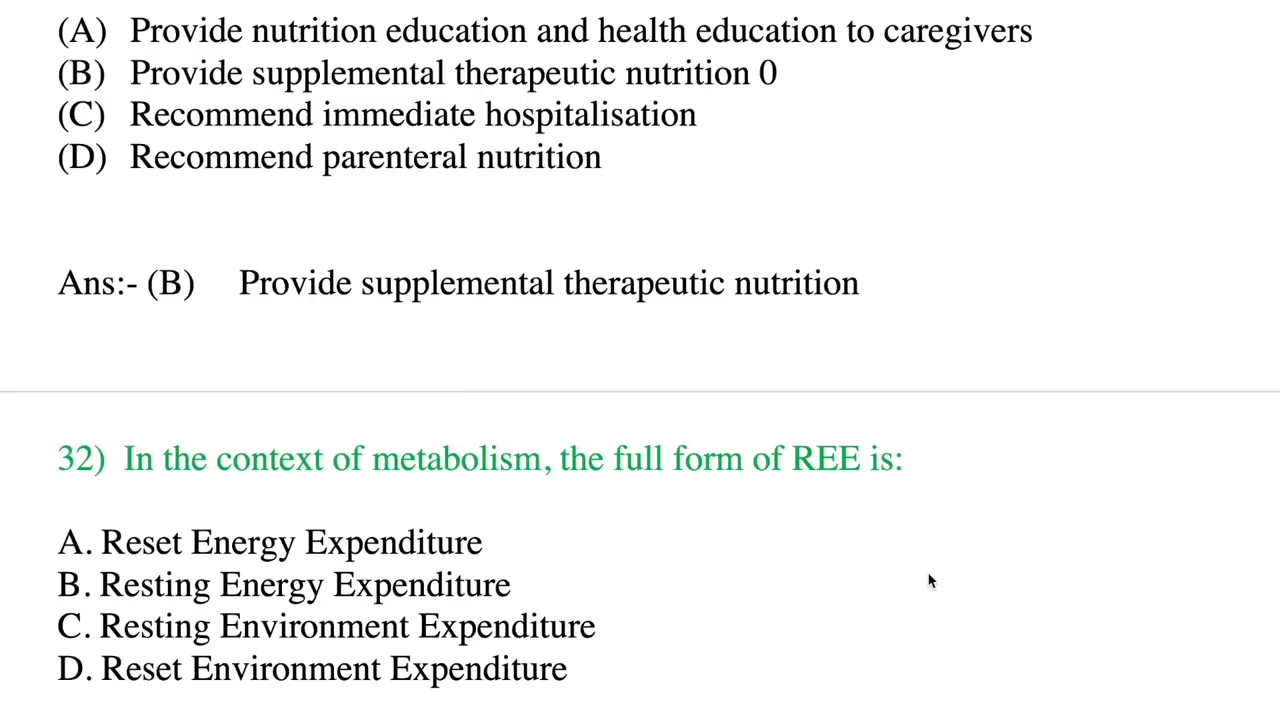 (A) Provide nutrition education and health education to caregivers
(B) Provide supplemental therapeutic nutrition 0
(C) Recommend immediate hospitalisation
(D) Recommend parenteral nutrition
Ans:- (B) Provide supplemental therapeutic nutrition
32) In the context of metabolism, the full form of REE is:
A. Reset Energy Expenditure
B. Resting Energy Expenditure
C. Resting Environment Expenditure
D. Reset Environment Expenditure